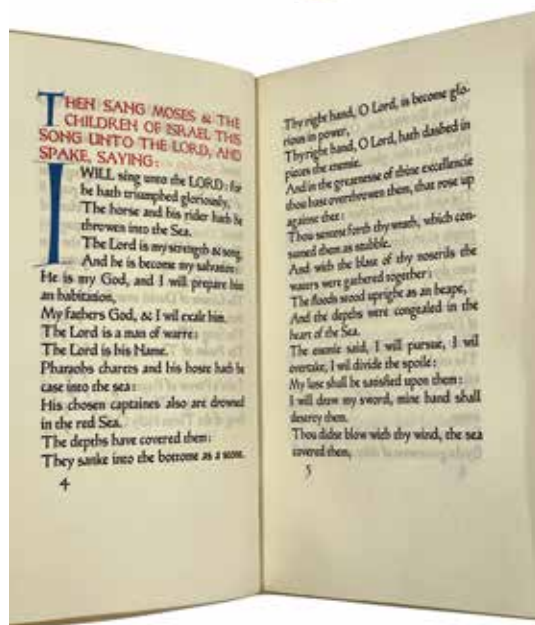 THEN SANG MOSES & THE
CHILDREN OF ISRAEL THIS
SONG UNTO THE LORD, AND
SPAKE, SAYING:
I WILL sing unto the LORD: for
he hath triumphed gloriously,
The horse and his rider hath he
throwen into the Sea.
The Lord is my strength & song,
And he is become my salvation:
He is my God, and I will prepare him
an habitation,
My fathers God, & I wil exalt him.
The Lord is a man of warre:
The Lord is his Name.
Pharaohs charets and his hoste hath he
cast into the sea:
His chosen captaines also are drowned
in the red Sea.
The depths have covered them:
They sanke into the bottome as a stone.
4
Thy right hand, O Lord, is become glo-
rious in power,
Thy right hand, O Lord, hath dashed in
pieces the enemie.
And in the greatnesse of thine excellencie
thou hast overthrowen them, that rose up
against thee:
Thou sentest forth thy wrath, which con-
sumed them as stubble.
And with the blast of thy nosterils the
waters were gathered together:
The floods stood upright as an heape,
And the depths were congealed in the
heart of the Sea.
The enemie said, I will pursue, I wil
overtake, I wil divide the spoile:
My lust shall be satisfied upon them:
I will draw my sword, mine hand shall
destroy them.
Thou didst blow with thy wind, the sea
covered them,
5